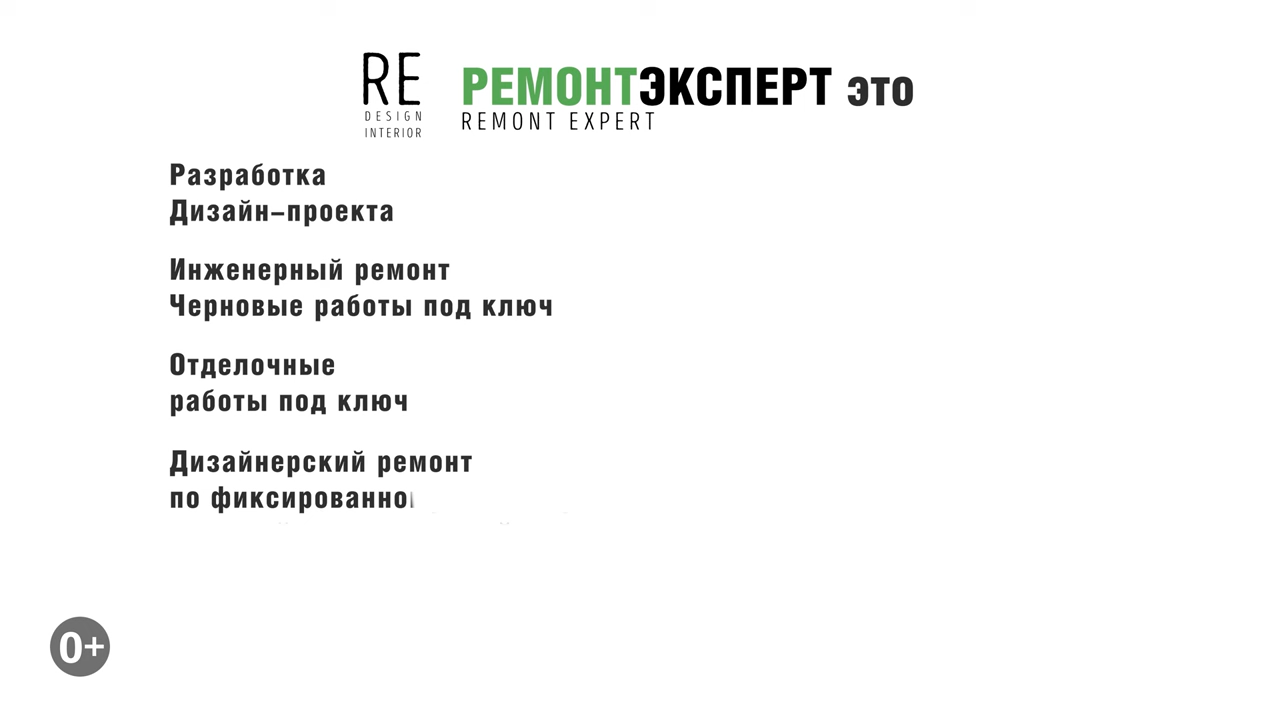 RE
DESIGN
INTERIOR
РЕМОНТЭКСПЕРТ это
REMONT EXPERT
Разработка
Дизайн-проекта
Инженерный ремонт
Черновые работы под ключ
Отделочные
работы под ключ
Дизайнерский ремонт
по фиксированно
0+